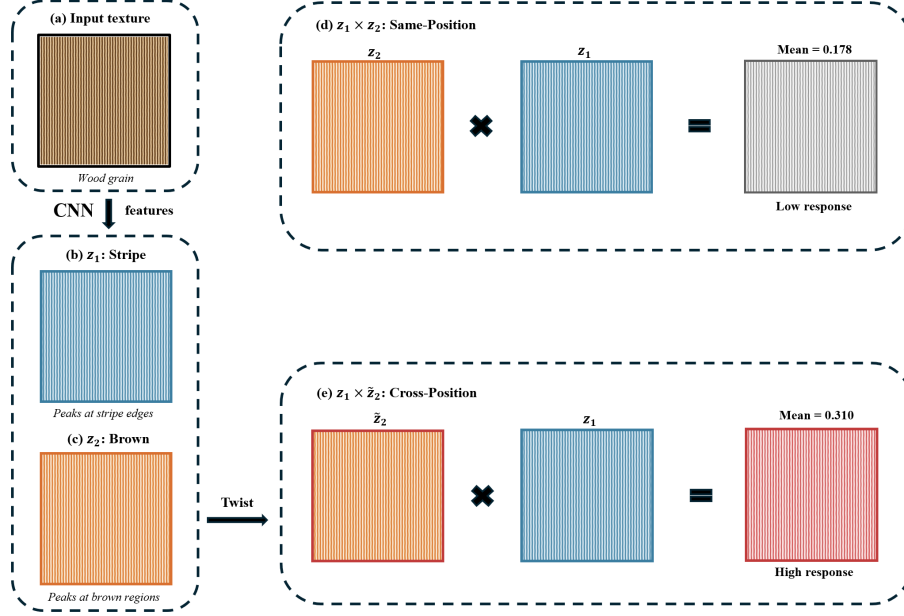 (a) Input texture
Wood grain
CNN features
(b) z₁: Stripe
Peaks at stripe edges
(c) z₂: Brown
Peaks at brown regions
Twist
(d) z₁ × z₂: Same-Position
z₂ z₁ Mean = 0.178
Low response
(e) z₁ × z̃₂: Cross-Position
z̃₂ z₁ Mean = 0.310
High response